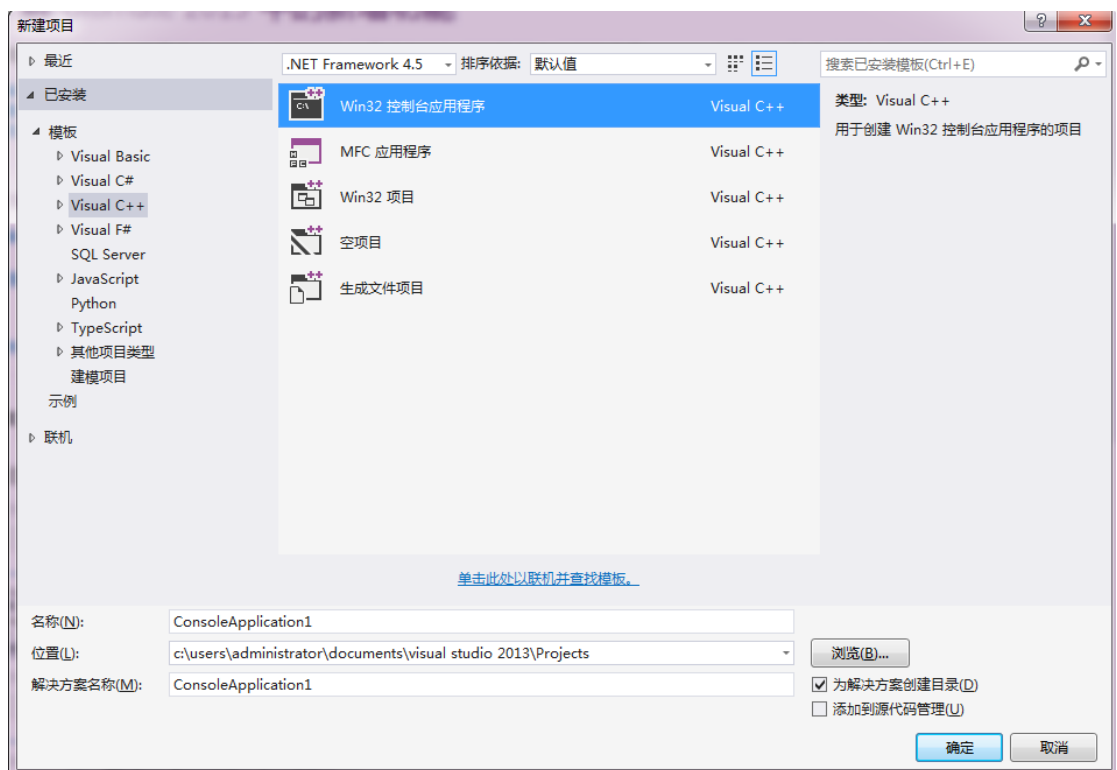 新建项目
最近
已安装
模板
Visual Basic
Visual C#
Visual C++
Visual F#
SQL Server
JavaScript
Python
TypeScript
其他项目类型
建模项目
示例
联机
.NET Framework 4.5 排序依据: 默认值
Win32 控制台应用程序 Visual C++
MFC 应用程序 Visual C++
Win32 项目 Visual C++
空项目 Visual C++
生成文件项目 Visual C++
单击此处以联机并查找模板。
搜索已安装模板(Ctrl+E)
类型: Visual C++
用于创建 Win32 控制台应用程序的项目
名称(N): ConsoleApplication1
位置(L): c:\users\administrator\documents\visual studio 2013\Projects 浏览(B)...
解决方案名称(M): ConsoleApplication1 为解决方案创建目录(D)
添加到源代码管理(U)
确定 取消